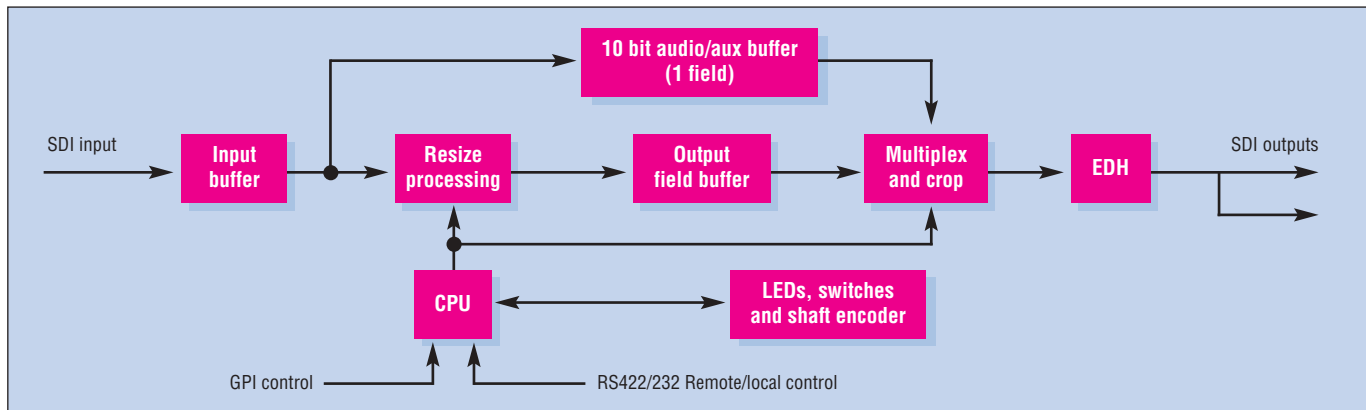 10 bit audio/aux buffer
(1 field)
SDI input
Input
buffer
Resize
processing
Output
field buffer
Multiplex
and crop
EDH
SDI outputs
CPU
LEDs, switches
and shaft encoder
GPI control
RS422/232 Remote/local control